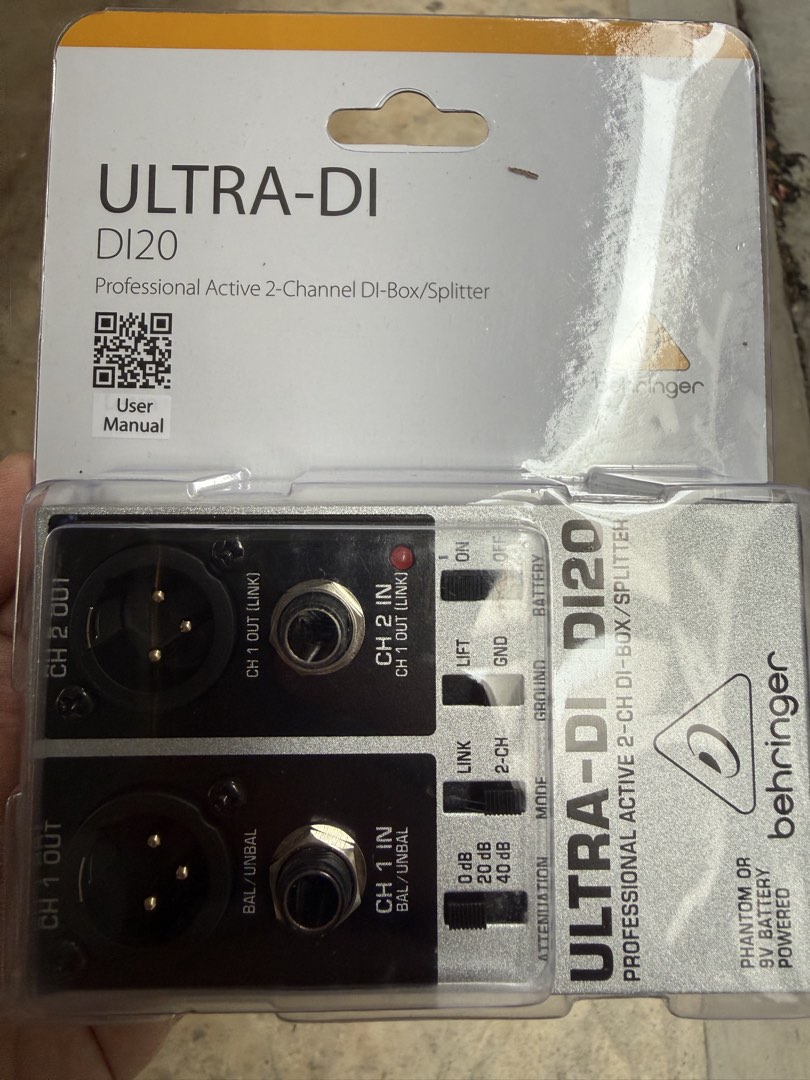 ULTRA-DI
DI20
Professional Active 2-Channel DI-Box/Splitter
User
Manual
behringer
CH 2 OUT
CH 1 OUT (LINK)
CH 2 IN
CH 1 OUT (LINK)
ON
OFF
BATTERY
LIFT
GND
GROUND
LINK
2-CH
MODE
0 dB
20 dB
40 dB
ATTENUATION
CH 1 OUT
BAL/UNBAL
CH 1 IN
BAL/UNBAL
ULTRA-DI DI20
PROFESSIONAL ACTIVE 2-CH DI-BOX/SPLITTER
behringer
PHANTOM OR
9V BATTERY
POWERED